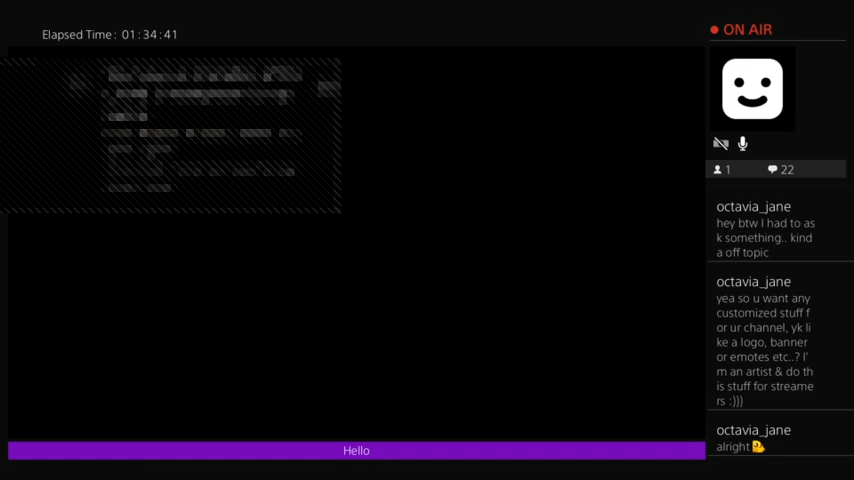 Elapsed Time: 01:34:41
ON AIR
1
22
octavia_jane
hey btw I had to as
k something.. kind
a off topic
octavia_jane
yea so u want any
customized stuff f
or ur channel, yk li
ke a logo, banner
or emotes etc..? I'
m an artist & do th
is stuff for streame
rs :)))
octavia_jane
alright🤔
Hello